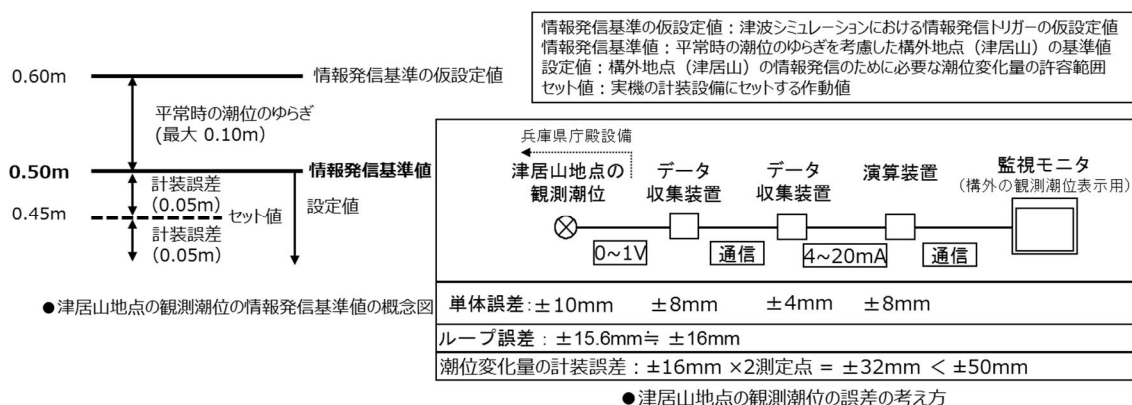 情報発信基準の仮設定値：津波シミュレーションにおける情報発信トリガーの仮設定値
情報発信基準値：平常時の潮位のゆらぎを考慮した構外地点（津居山）の基準値
設定値：構外地点（津居山）の情報発信のために必要な潮位変化量の許容範囲
セット値：実機の計装設備にセットする作動値
0.60m
情報発信基準の仮設定値
平常時の潮位のゆらぎ
(最大 0.10m)
0.50m
情報発信基準値
計装誤差
（0.05m）
設定値
0.45m
セット値
計装誤差
（0.05m）
●津居山地点の観測潮位の情報発信基準値の概念図
兵庫県庁殿設備
津居山地点の
観測潮位
データ
収集装置
データ
収集装置
演算装置
監視モニタ
（構外の観測潮位表示用）
0~1V
通信
4~20mA
通信
単体誤差：±10mm ±8mm ±4mm ±8mm
ループ誤差：±15.6mm≒ ±16mm
潮位変化量の計装誤差：±16mm ×2測定点 = ±32mm ＜ ±50mm
●津居山地点の観測潮位の誤差の考え方